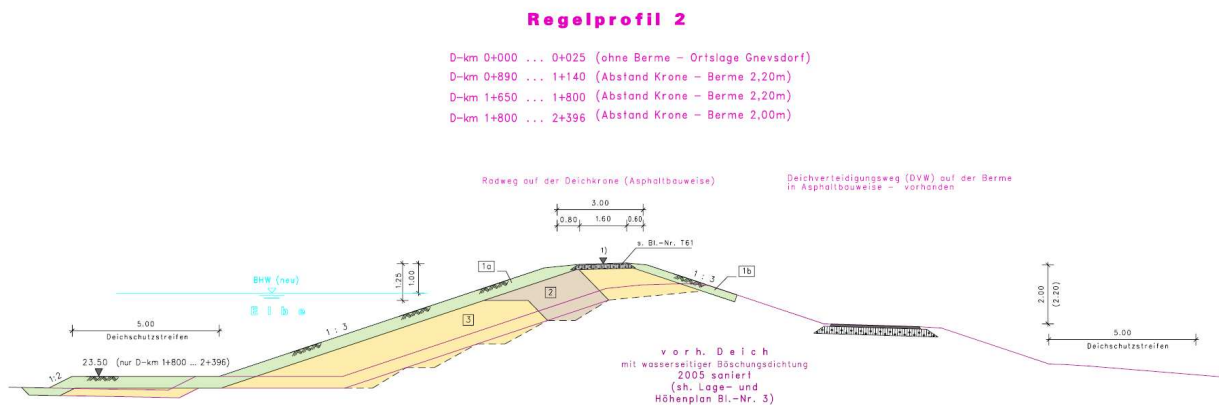 Regelprofil 2
D-km 0+000 ... 0+025 (ohne Berme - Ortslage Gnevsdorf)
D-km 0+890 ... 1+140 (Abstand Krone - Berme 2,20m)
D-km 1+650 ... 1+800 (Abstand Krone - Berme 2,20m)
D-km 1+800 ... 2+396 (Abstand Krone - Berme 2,00m)
Radweg auf der Deichkrone (Asphaltbauweise)
Deichverteidigungsweg (DVW) auf der Berme
in Asphaltbauweise - vorhanden
3.00
0.80 1.60 0.60
s. Bl.-Nr. T61
1)
1a
1b
1 : 3
1.25
1.00
BHW (neu)
Elbe
2
3
1 : 3
2.00
(2.20)
5.00
Deichschutzstreifen
5.00
Deichschutzstreifen
23.50 (nur D-km 1+800 ... 2+396)
1:2
vorh. Deich
mit wasserseitiger Böschungsdichtung
2005 saniert
(sh. Lage- und
Höhenplan Bl.-Nr. 3)